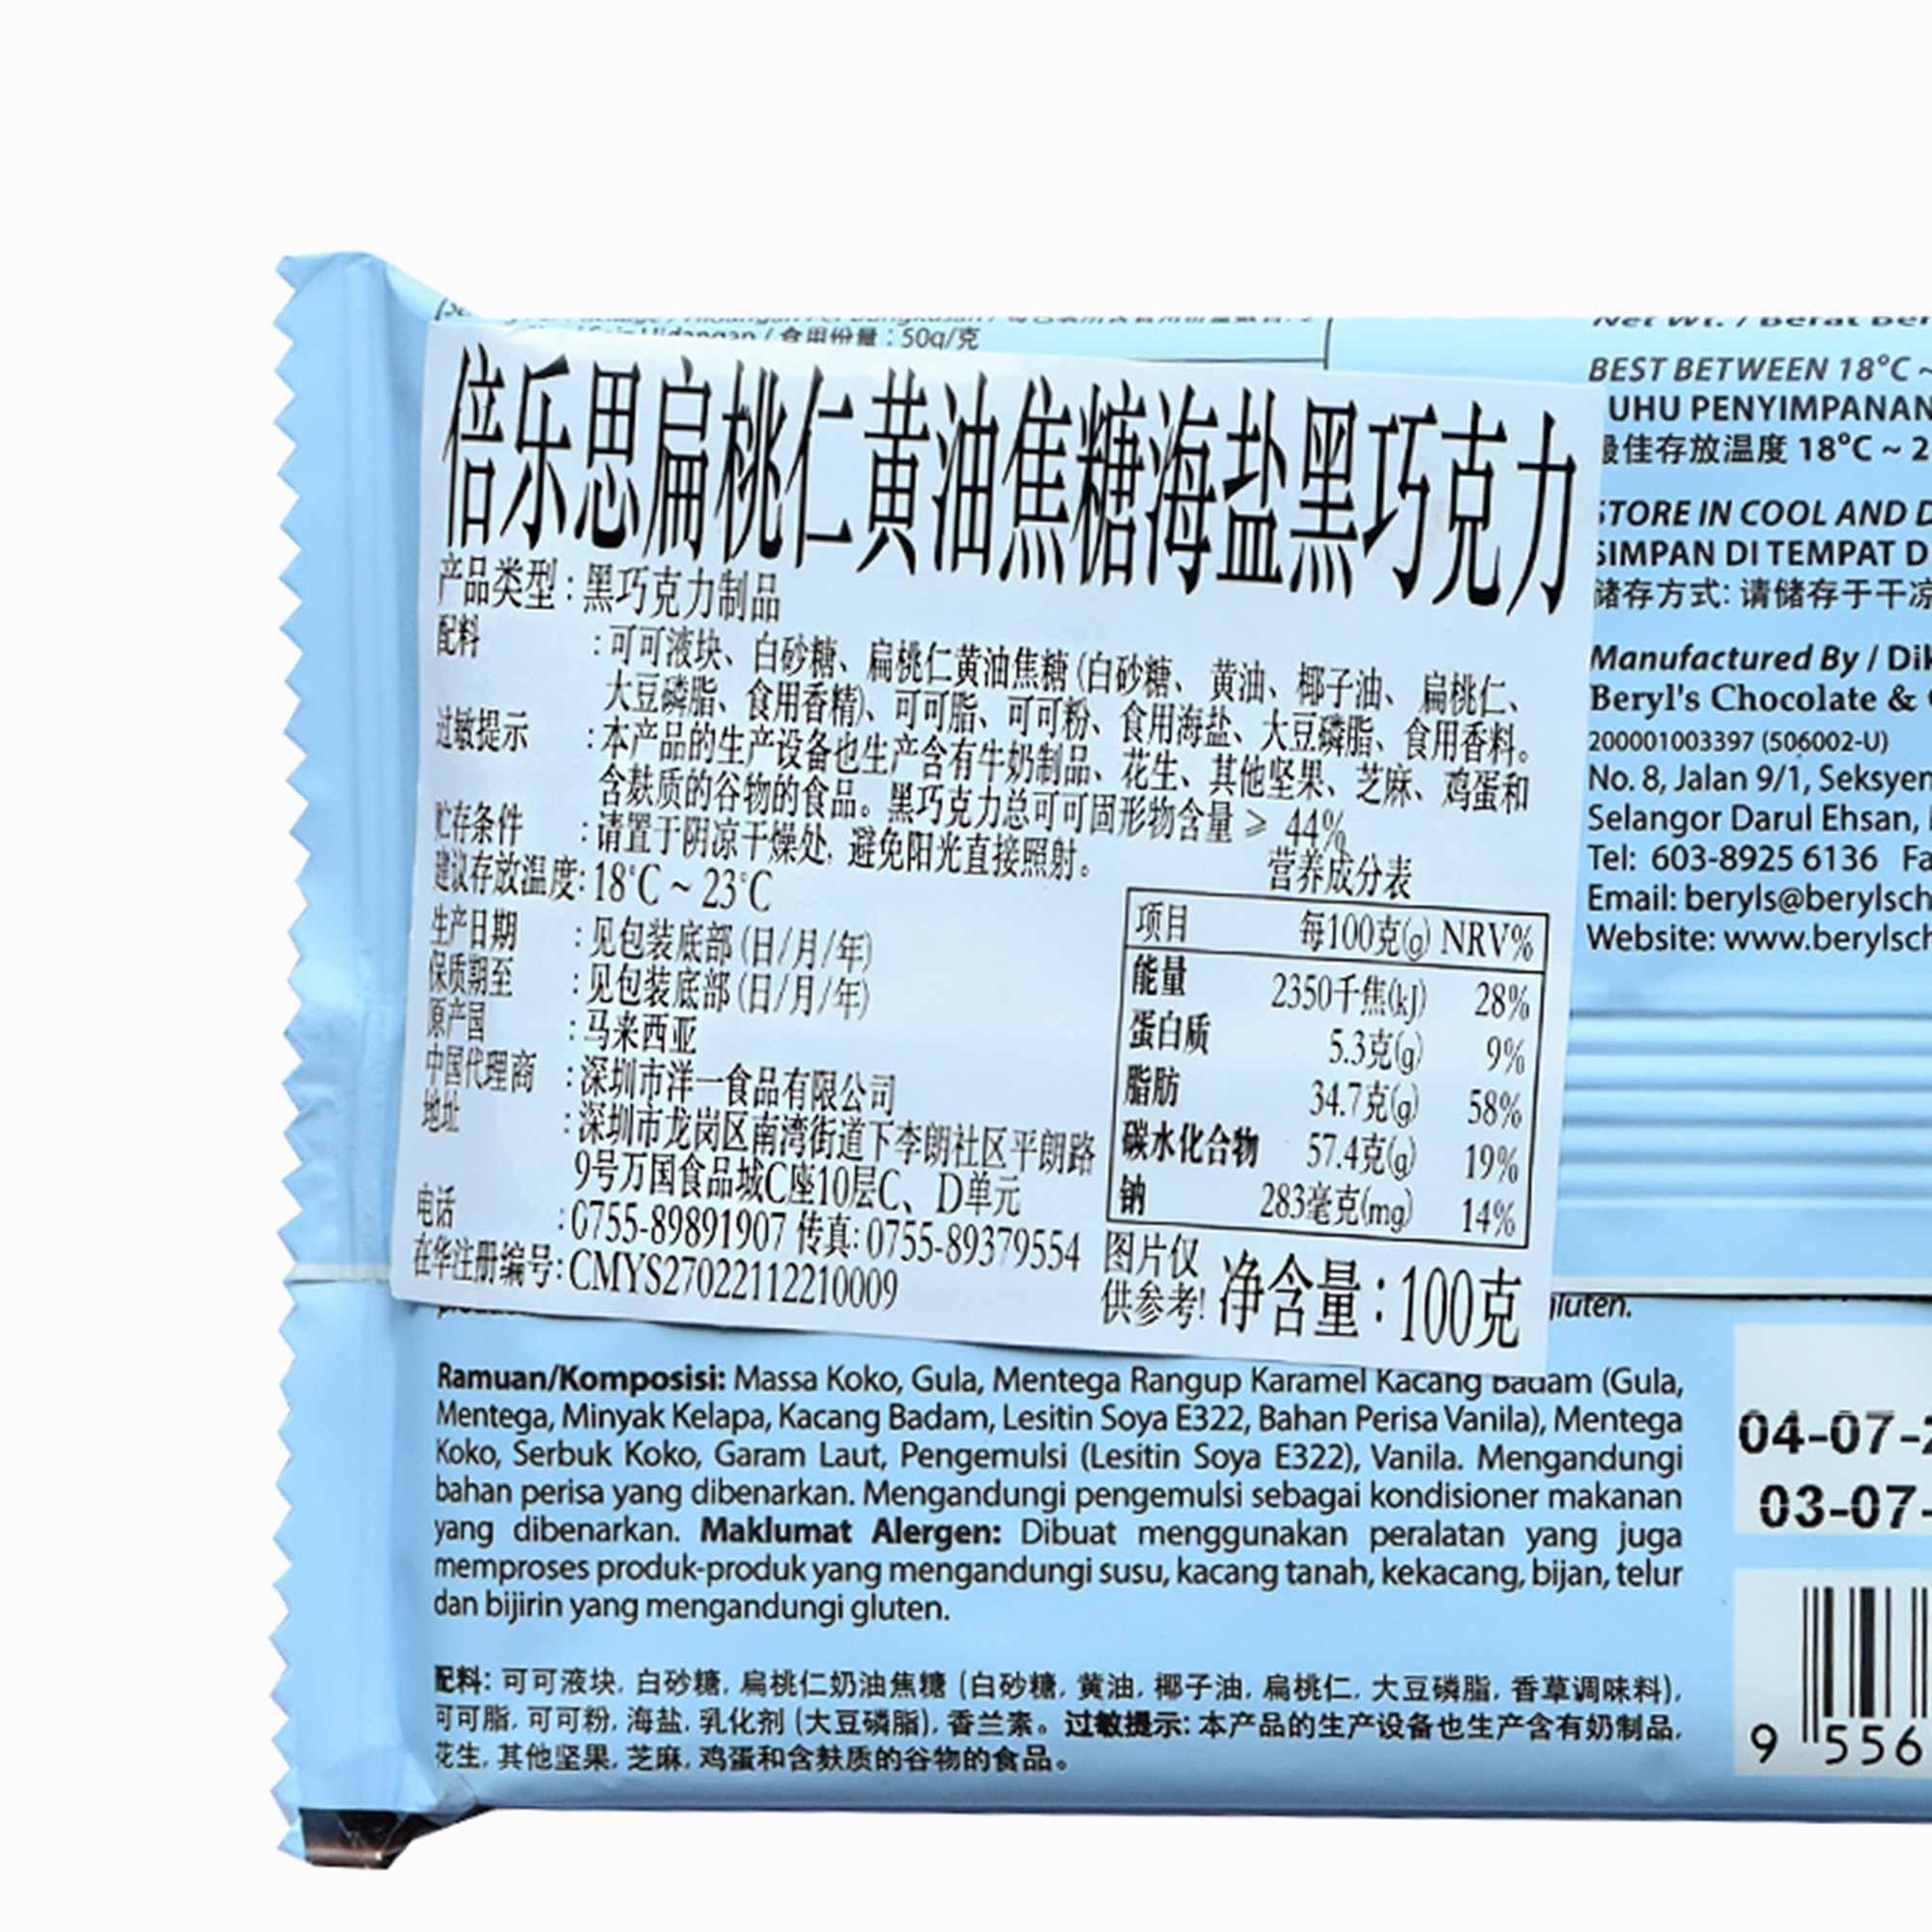 食用份量：50g/克
倍乐思扁桃仁黄油焦糖海盐黑巧克力
产品类型：黑巧克力制品
配料：可可液块、白砂糖、扁桃仁黄油焦糖（白砂糖、黄油、椰子油、扁桃仁、
大豆磷脂、食用香精）、可可脂、可可粉、食用海盐、大豆磷脂、食用香料。
过敏提示：本产品的生产设备也生产含有牛奶制品、花生、其他坚果、芝麻、鸡蛋和
含麸质的谷物的食品。黑巧克力总可可固形物含量 ≥ 44%
贮存条件：请置于阴凉干燥处, 避免阳光直接照射。
建议存放温度: 18°C ~ 23°C
生产日期：见包装底部 (日/月/年)
保质期至：见包装底部 (日/月/年)
原产国：马来西亚
中国代理商：深圳市洋一食品有限公司
地址：深圳市龙岗区南湾街道下李朗社区平朗路
9号万国食品城C座10层C、D单元
电话：0755-89891907 传真: 0755-89379554
在华注册编号: CMYS27022112210009
营养成分表
项目 每100克(g) NRV%
能量 2350千焦(kJ) 28%
蛋白质 5.3克(g) 9%
脂肪 34.7克(g) 58%
碳水化合物 57.4克(g) 19%
钠 283毫克(mg) 14%
图片仅
供参考!
净含量：100克
BEST BETWEEN 18°C ~
UHU PENYIMPANAN
最佳存放温度 18°C ~ 2
STORE IN COOL AND D
SIMPAN DI TEMPAT D
储存方式: 请储存于干凉
Manufactured By / Dik
Beryl's Chocolate &
200001003397 (506002-U)
No. 8, Jalan 9/1, Seksyen
Selangor Darul Ehsan,
Tel: 603-8925 6136 Fa
Email: beryls@berylsch
Website: www.berylsch
gluten.
Ramuan/Komposisi: Massa Koko, Gula, Mentega Rangup Karamel Kacang Badam (Gula,
Mentega, Minyak Kelapa, Kacang Badam, Lesitin Soya E322, Bahan Perisa Vanila), Mentega
Koko, Serbuk Koko, Garam Laut, Pengemulsi (Lesitin Soya E322), Vanila. Mengandungi
bahan perisa yang dibenarkan. Mengandungi pengemulsi sebagai kondisioner makanan
yang dibenarkan. Maklumat Alergen: Dibuat menggunakan peralatan yang juga
memproses produk-produk yang mengandungi susu, kacang tanah, kekacang, bijan, telur
dan bijirin yang mengandungi gluten.
配料: 可可液块, 白砂糖, 扁桃仁奶油焦糖 (白砂糖, 黄油, 椰子油, 扁桃仁, 大豆磷脂, 香草调味料),
可可脂, 可可粉, 海盐, 乳化剂 (大豆磷脂), 香兰素。过敏提示: 本产品的生产设备也生产含有奶制品,
花生, 其他坚果, 芝麻, 鸡蛋和含麸质的谷物的食品。
04-07-2
03-07-
9 556